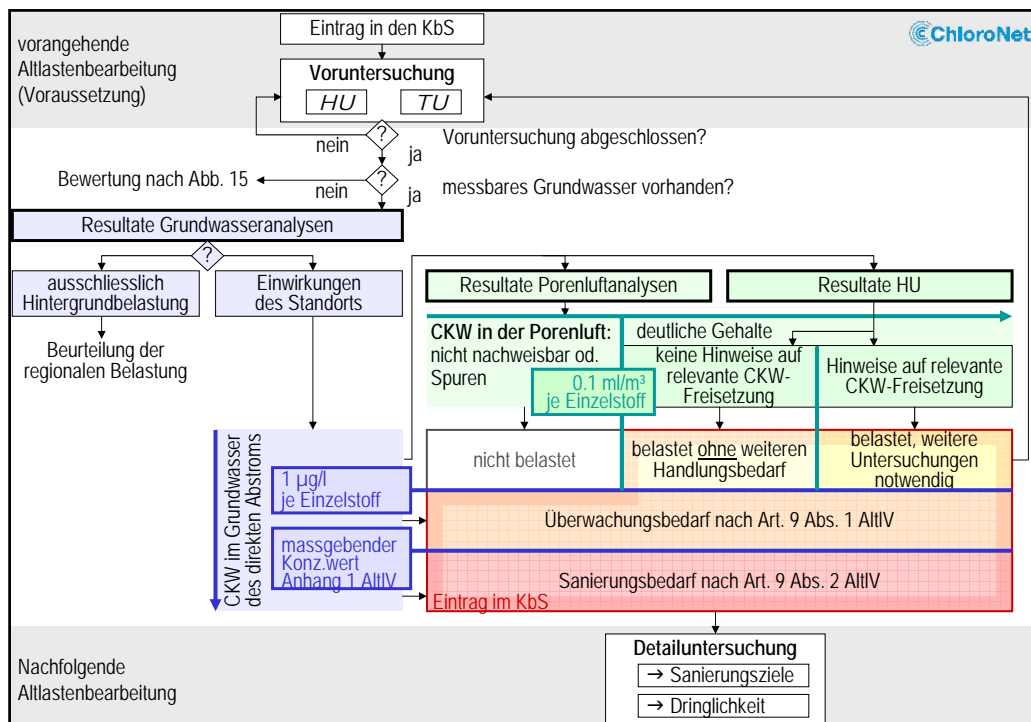 Eintrag in den KbS
ChloroNet
vorangehende
Altlastenbearbeitung
(Voraussetzung)
Voruntersuchung
HU
TU
?
nein
ja
Voruntersuchung abgeschlossen?
Bewertung nach Abb. 15
?
nein
ja
messbares Grundwasser vorhanden?
Resultate Grundwasseranalysen
?
ausschliesslich
Hintergrundbelastung
Einwirkungen
des Standorts
Resultate Porenluftanalysen
Resultate HU
Beurteilung der
regionalen Belastung
CKW in der Porenluft:
nicht nachweisbar od.
Spuren
deutliche Gehalte
0.1 ml/m³
je Einzelstoff
keine Hinweise auf
relevante CKW-
Freisetzung
Hinweise auf relevante
CKW-Freisetzung
CKW im Grundwasser
des direkten Abstroms
nicht belastet
belastet ohne weiteren
Handlungsbedarf
belastet, weitere
Untersuchungen
notwendig
1 µg/l
je Einzelstoff
Überwachungsbedarf nach Art. 9 Abs. 1 AltlV
massgebender
Konz.wert
Anhang 1 AltlV
Sanierungsbedarf nach Art. 9 Abs. 2 AltlV
Eintrag im KbS
Nachfolgende
Altlastenbearbeitung
Detailuntersuchung
→ Sanierungsziele
→ Dringlichkeit